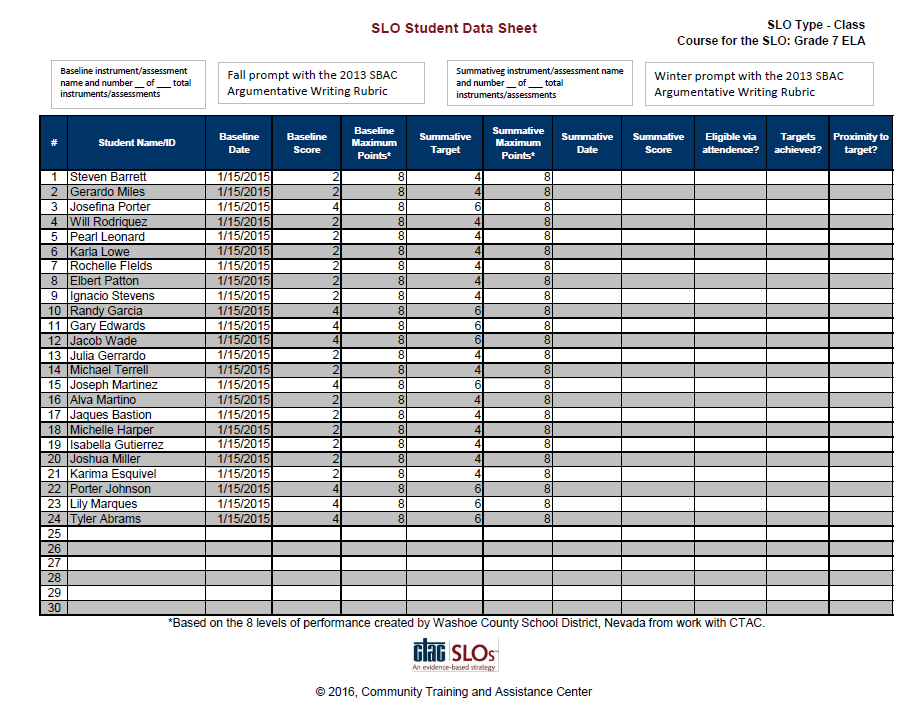 SLO Student Data Sheet
SLO Type - Class
Course for the SLO: Grade 7 ELA
Baseline instrument/assessment
name and number __ of ___ total
instruments/assessments
Fall prompt with the 2013 SBAC
Argumentative Writing Rubric
Summativeg instrument/assessment name
and number __ of ___ total
instruments/assessments
Winter prompt with the 2013 SBAC
Argumentative Writing Rubric
# Student Name/ID Baseline Date Baseline Score Baseline Maximum Points* Summative Target Summative Maximum Points* Summative Date Summative Score Eligible via attendence? Targets achieved? Proximity to target?
1 Steven Barrett 1/15/2015 2 8 4 8
2 Gerardo Miles 1/15/2015 2 8 4 8
3 Josefina Porter 1/15/2015 4 8 6 8
4 Will Rodriquez 1/15/2015 2 8 4 8
5 Pearl Leonard 1/15/2015 2 8 4 8
6 Karla Lowe 1/15/2015 2 8 4 8
7 Rochelle FIelds 1/15/2015 2 8 4 8
8 Elbert Patton 1/15/2015 2 8 4 8
9 Ignacio Stevens 1/15/2015 2 8 4 8
10 Randy Garcia 1/15/2015 4 8 6 8
11 Gary Edwards 1/15/2015 4 8 6 8
12 Jacob Wade 1/15/2015 4 8 6 8
13 Julia Gerrardo 1/15/2015 2 8 4 8
14 Michael Terrell 1/15/2015 2 8 4 8
15 Joseph Martinez 1/15/2015 4 8 6 8
16 Alva Martino 1/15/2015 2 8 4 8
17 Jaques Bastion 1/15/2015 2 8 4 8
18 Michelle Harper 1/15/2015 2 8 4 8
19 Isabella Gutierrez 1/15/2015 2 8 4 8
20 Joshua Miller 1/15/2015 2 8 4 8
21 Karima Esquivel 1/15/2015 2 8 4 8
22 Porter Johnson 1/15/2015 4 8 6 8
23 Lily Marques 1/15/2015 4 8 6 8
24 Tyler Abrams 1/15/2015 4 8 6 8
25
26
27
28
29
30
*Based on the 8 levels of performance created by Washoe County School District, Nevada from work with CTAC.
ctac SLOs
An evidence-based strategy
© 2016, Community Training and Assistance Center